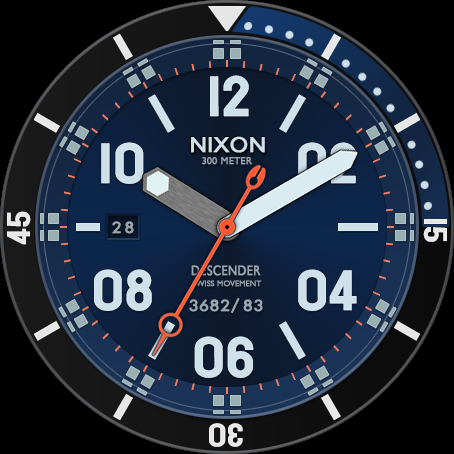 12
NIXON
300 METER
10 02
45 28 15
DESCENDER
SWISS MOVEMENT
08 04
3682/83
06
30